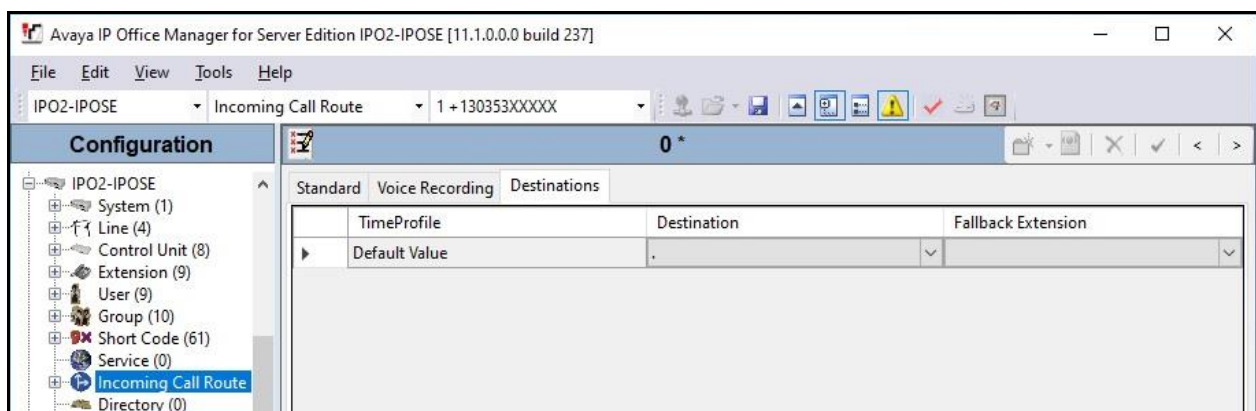 Avaya IP Office Manager for Server Edition IPO2-IPOSE [11.1.0.0.0 build 237]
File Edit View Tools Help
IPO2-IPOSE Incoming Call Route 1 +130353XXXXX
Configuration 0 *
IPO2-IPOSE
System (1)
Line (4)
Control Unit (8)
Extension (9)
User (9)
Group (10)
Short Code (61)
Service (0)
Incoming Call Route
Directory (0)
Standard Voice Recording Destinations
TimeProfile Destination Fallback Extension
Default Value .